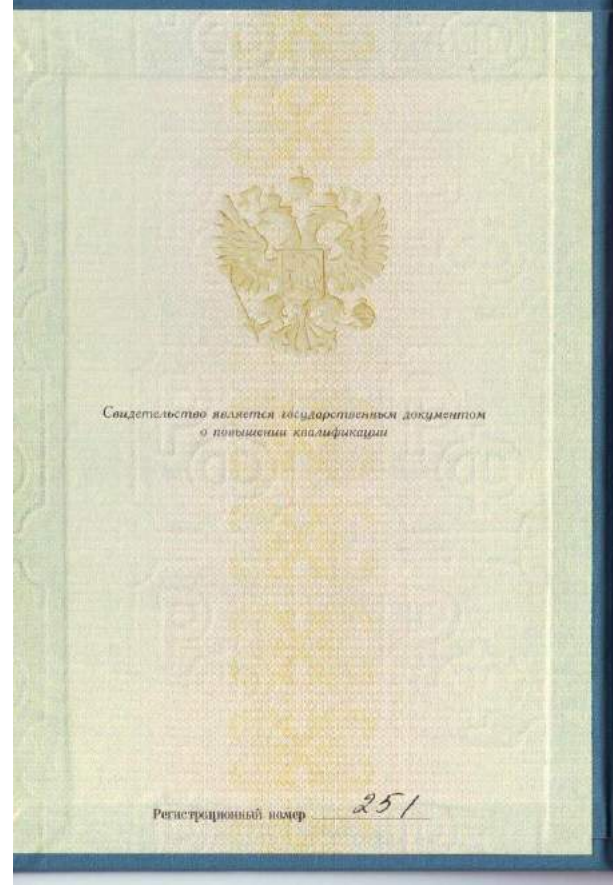 Свидетельство является государственным документом
о повышении квалификации
Регистрационный номер 251